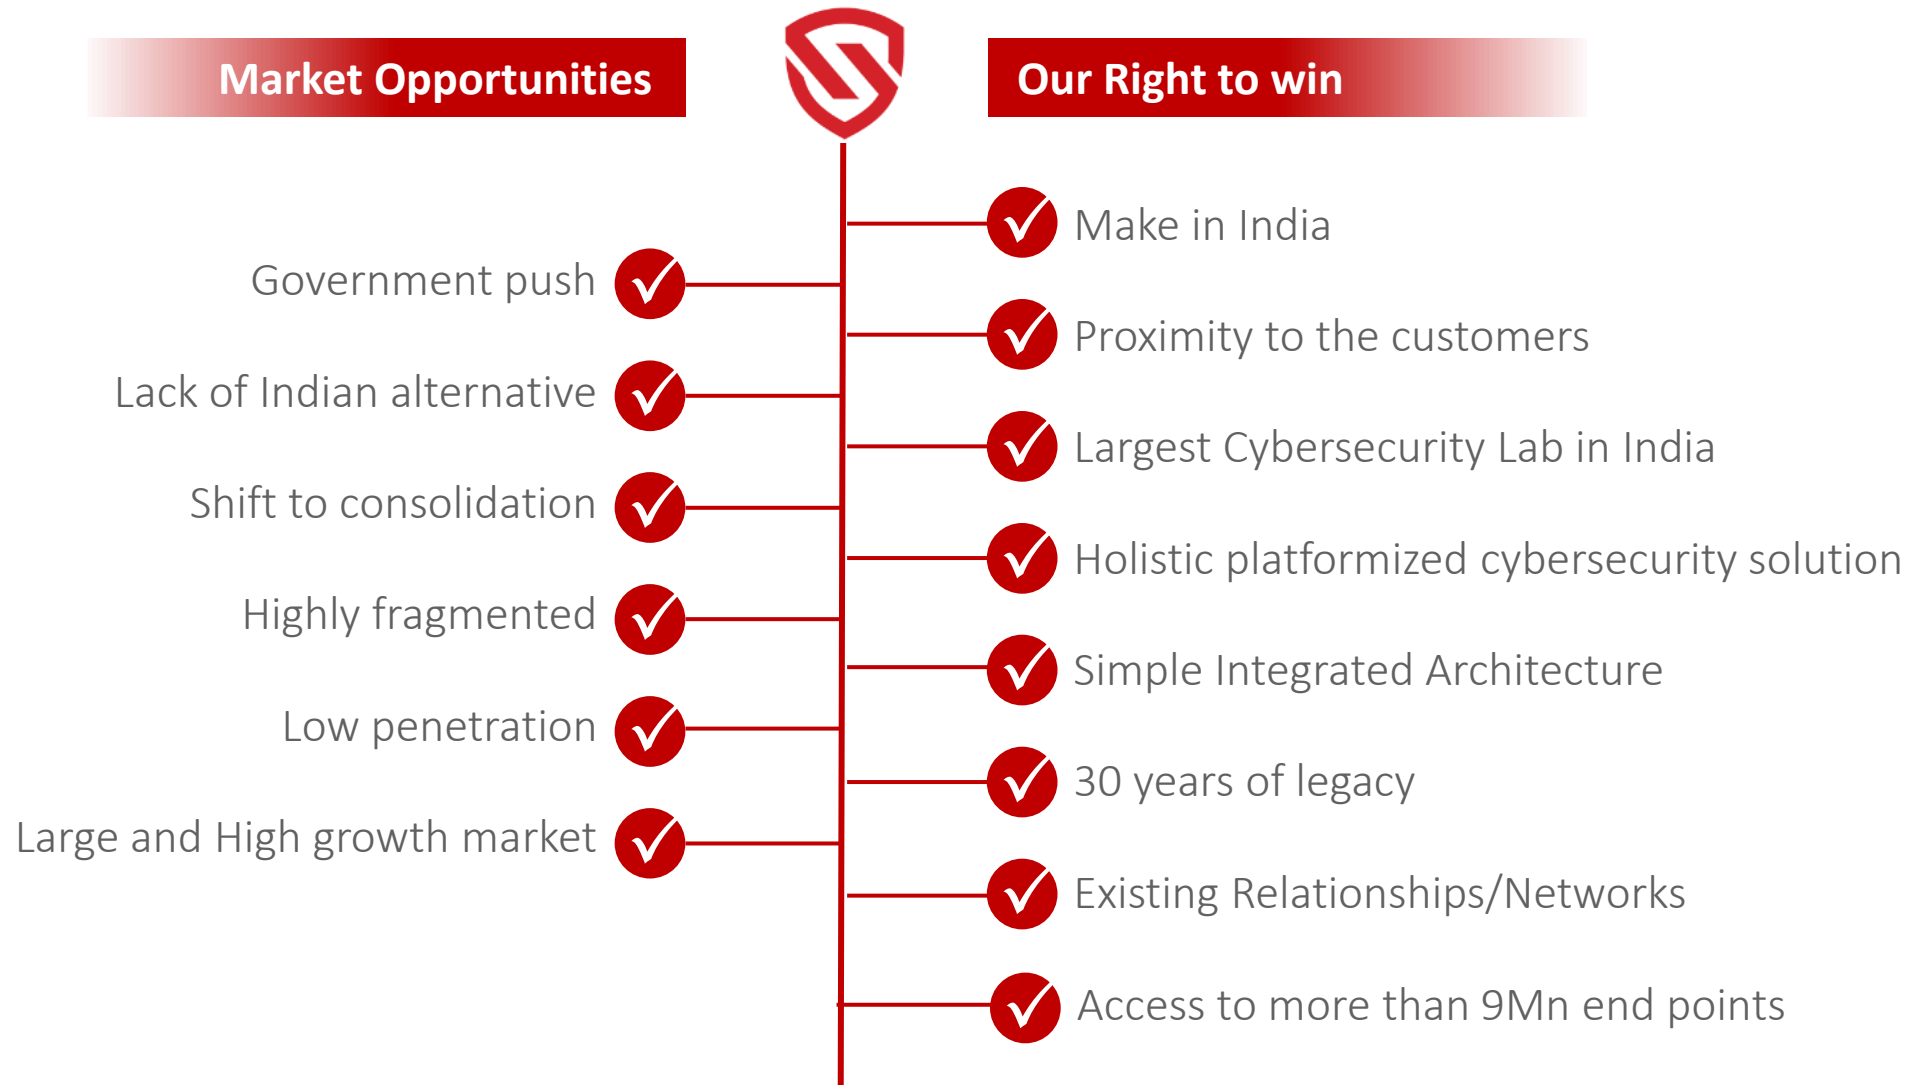 Market Opportunities
Government push
Lack of Indian alternative
Shift to consolidation
Highly fragmented
Low penetration
Large and High growth market
Our Right to win
Make in India
Proximity to the customers
Largest Cybersecurity Lab in India
Holistic platformized cybersecurity solution
Simple Integrated Architecture
30 years of legacy
Existing Relationships/Networks
Access to more than 9Mn end points